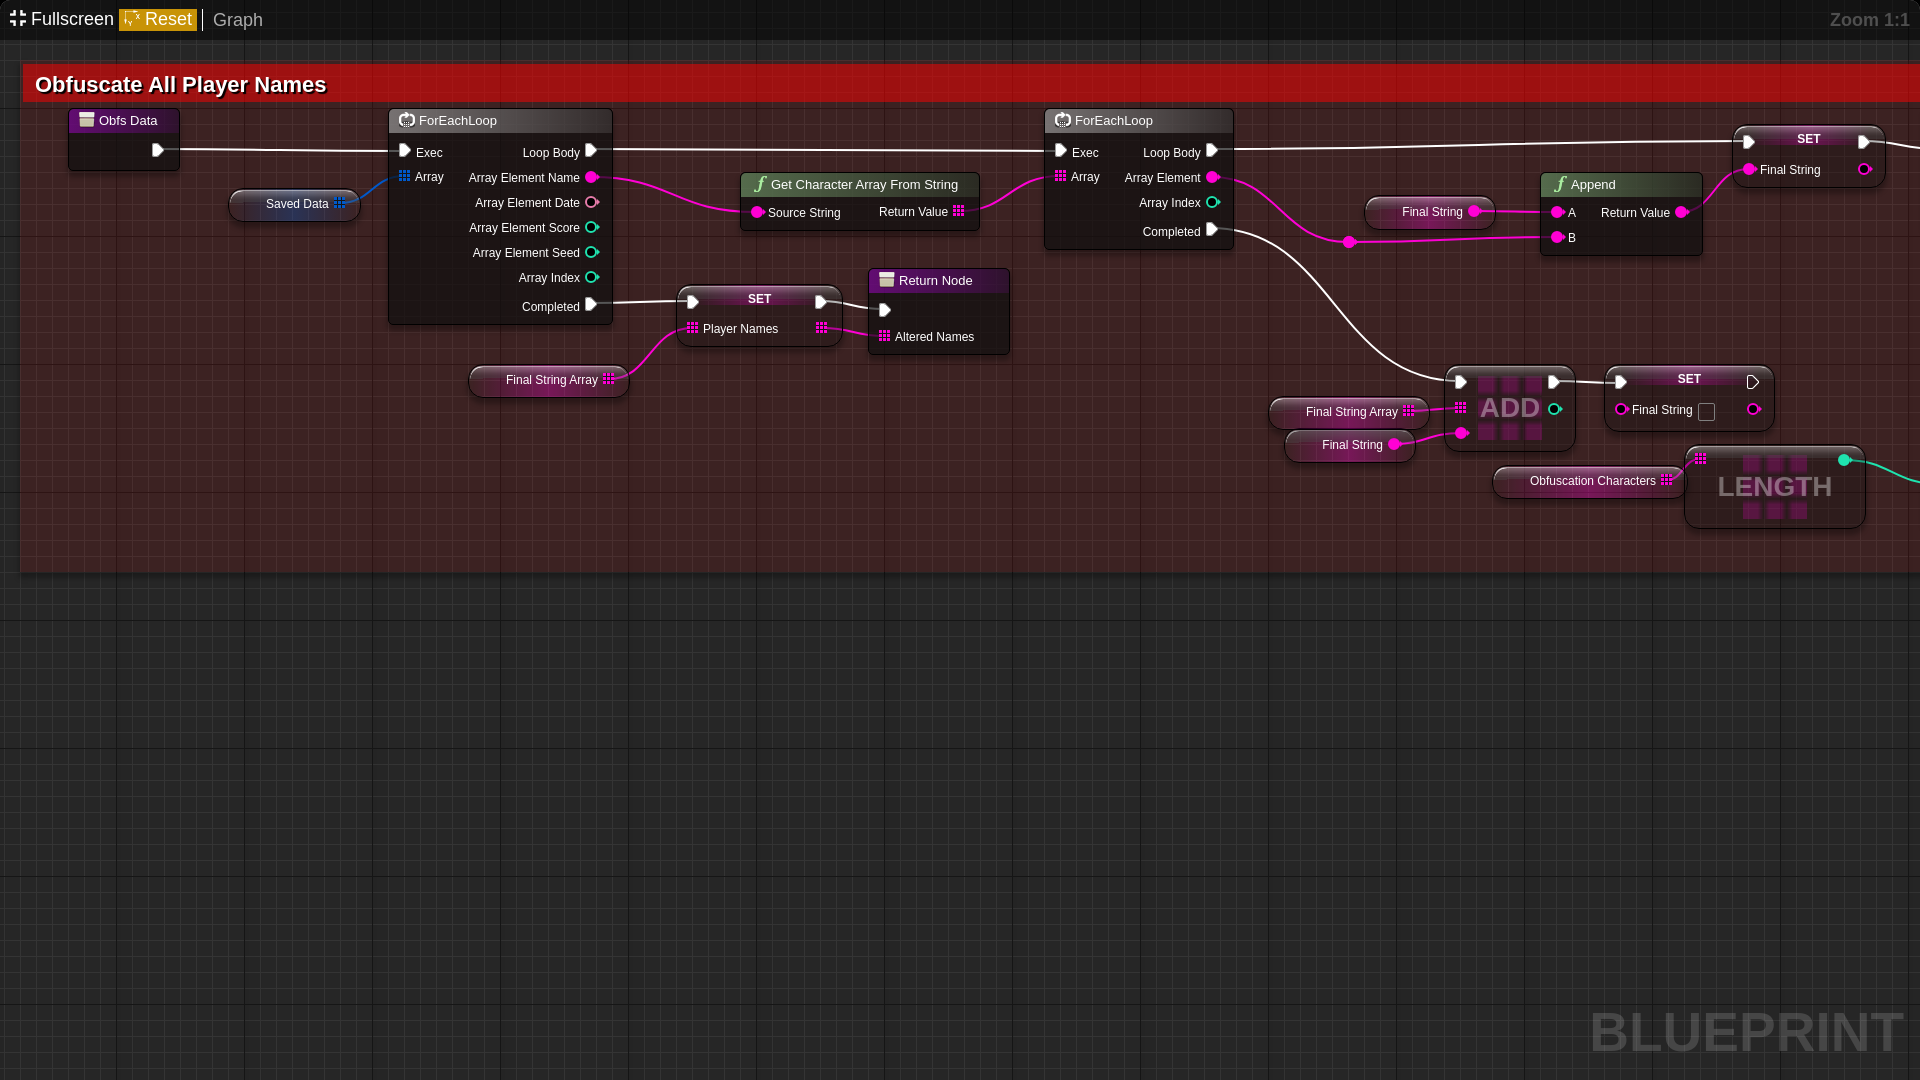 Fullscreen Reset Graph Zoom 1:1
Obfuscate All Player Names
Obfs Data
Saved Data
ForEachLoop
Exec Loop Body
Array Array Element Name
Array Element Date
Array Element Score
Array Element Seed
Array Index
Completed
Final String Array
SET
Player Names
Return Node
Altered Names
f Get Character Array From String
Source String Return Value
ForEachLoop
Exec Loop Body
Array Array Element
Array Index
Completed
Final String
f Append
A Return Value
B
SET
Final String
Final String Array
Final String
ADD
SET
Final String
Obfuscation Characters
LENGTH
BLUEPRINT